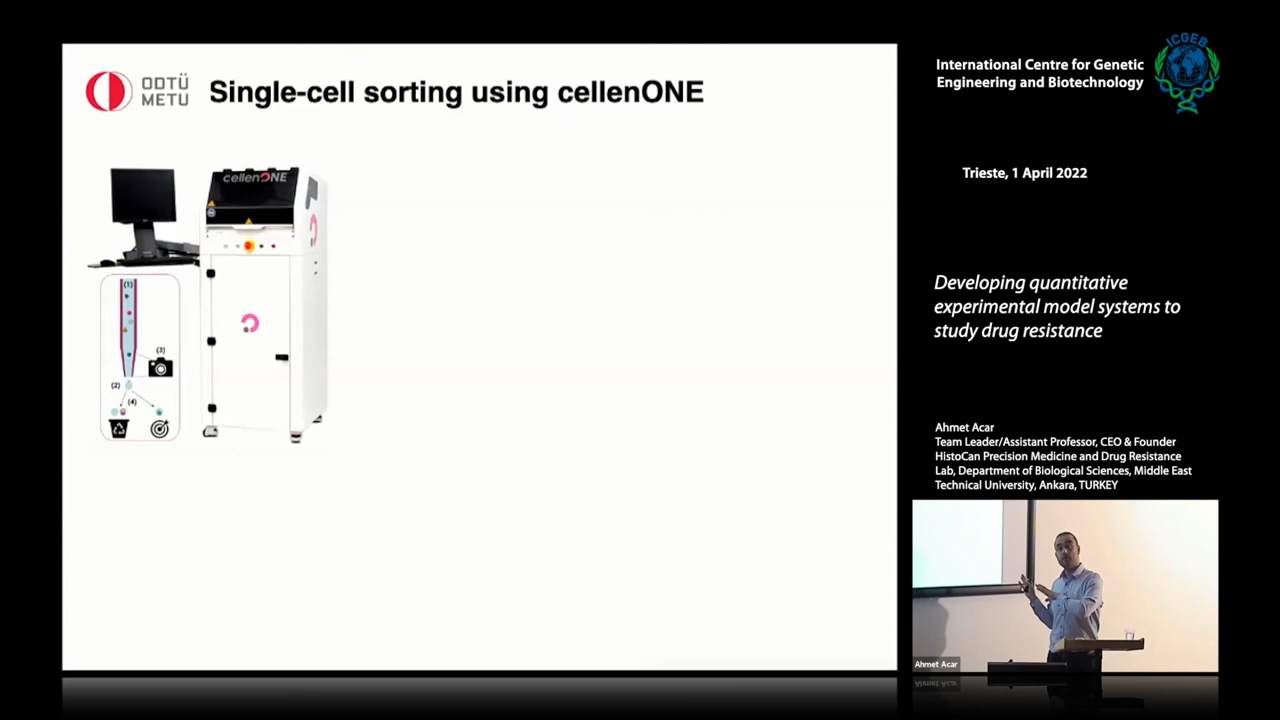 ODTÜ
METU
Single-cell sorting using cellenONE
cellenONE
(1)
(3)
(2)
(4)
ICGEB
International Centre for Genetic
Engineering and Biotechnology
Trieste, 1 April 2022
Developing quantitative
experimental model systems to
study drug resistance
Ahmet Acar
Team Leader/Assistant Professor, CEO & Founder
HistoCan Precision Medicine and Drug Resistance
Lab, Department of Biological Sciences, Middle East
Technical University, Ankara, TURKEY
Ahmet Acar